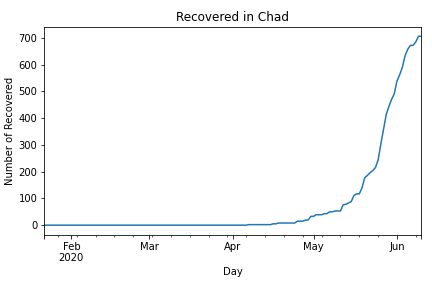 Recovered in Chad
Number of Recovered
700
600
500
400
300
200
100
0
Feb
2020
Mar
Apr
May
Jun
Day